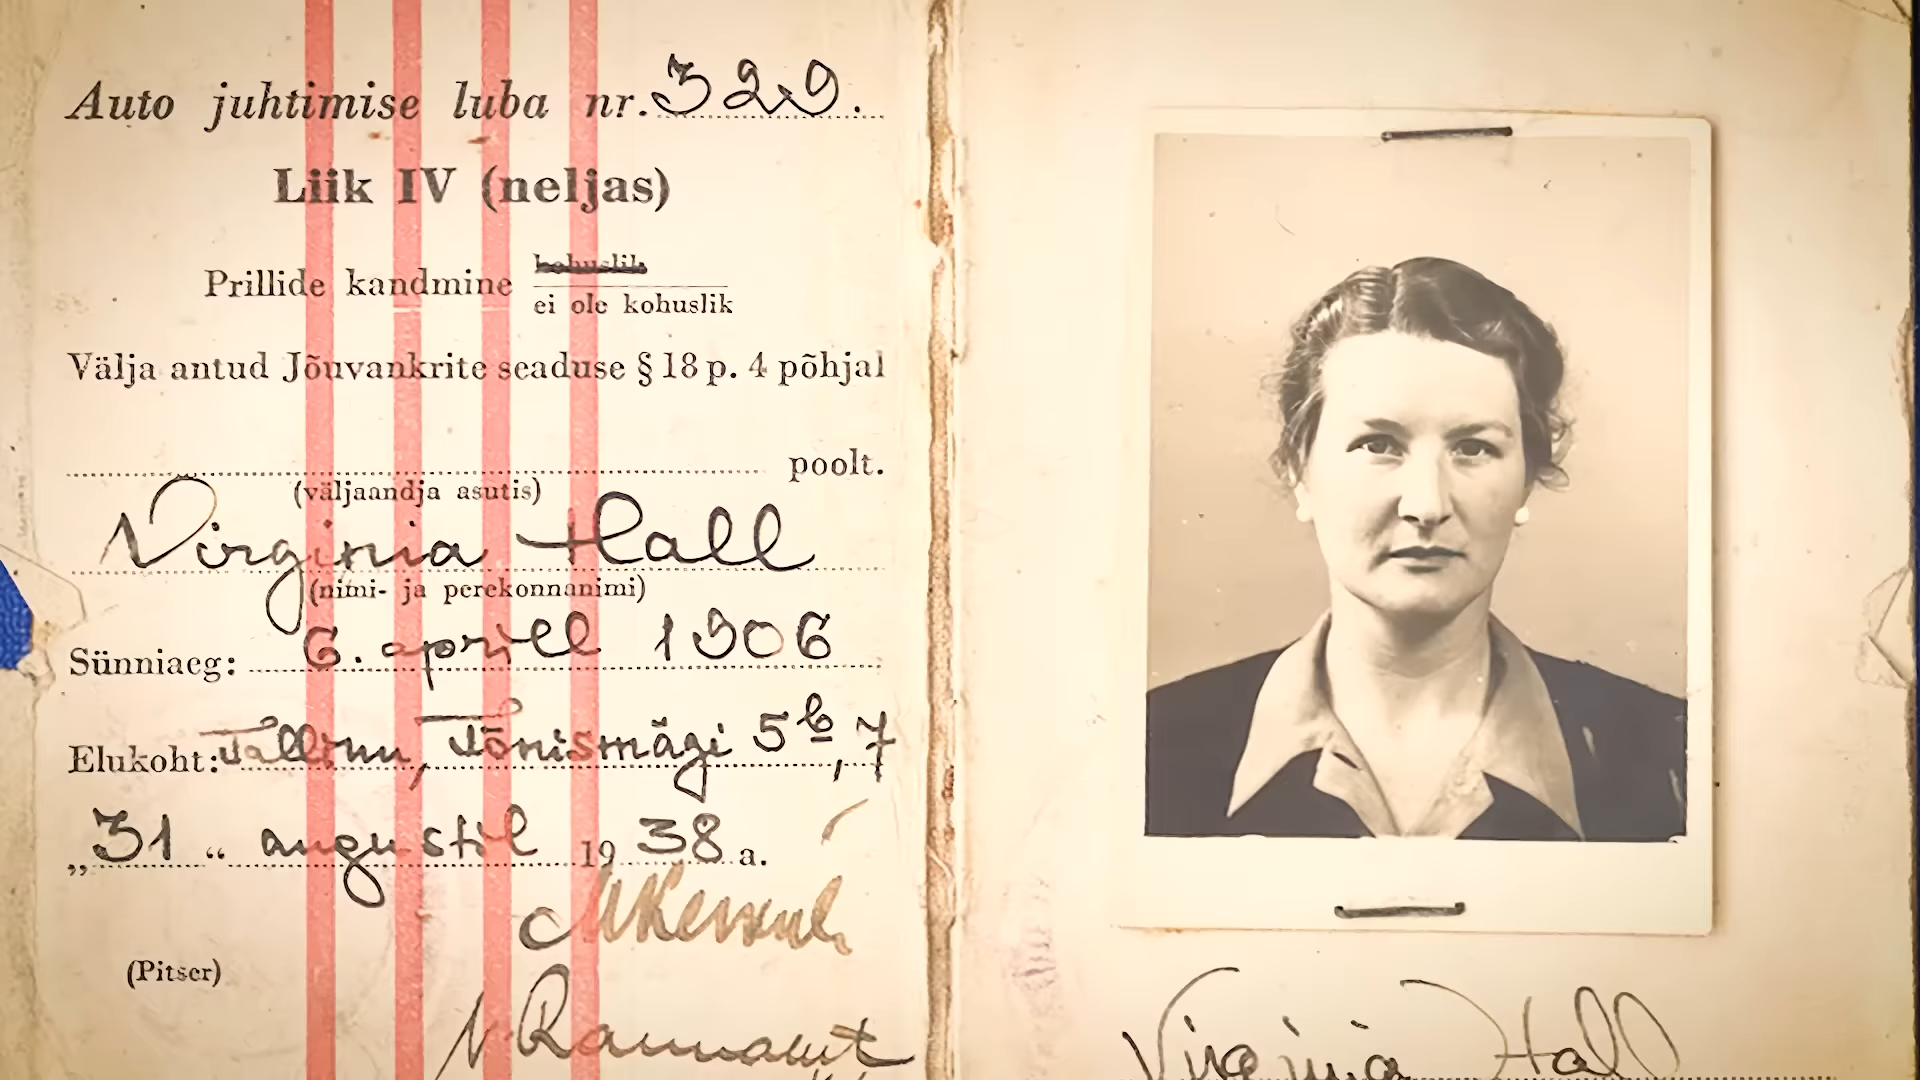 Auto juhtimise luba nr. 329.
Liik IV (neljas)
Prillide kandmine kohuslik
ei ole kohuslik
Välja antud Jõuvankrite seaduse § 18 p. 4 põhjal
poolt.
(väljaandja asutis)
Virginia Hall
(nimi- ja perekonnanimi)
Sünniaeg: 6. aprill 1906
Elukoht: Tallinn, Tõnismägi 5b, 7
„31“ augustil 1938 a.
(Pitser)
Virginia Hall